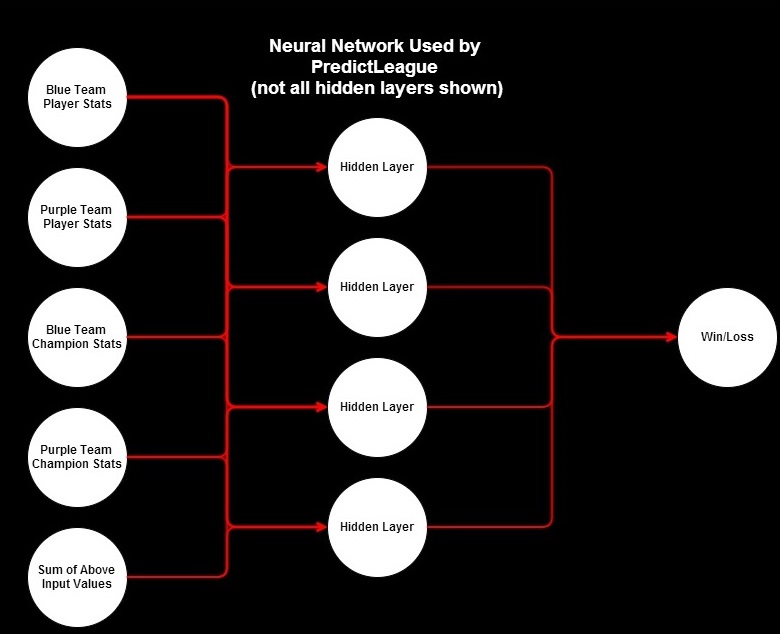 Neural Network Used by
PredictLeague
(not all hidden layers shown)
Blue Team
Player Stats
Purple Team
Player Stats
Blue Team
Champion Stats
Purple Team
Champion Stats
Sum of Above
Input Values
Hidden Layer
Hidden Layer
Hidden Layer
Hidden Layer
Win/Loss